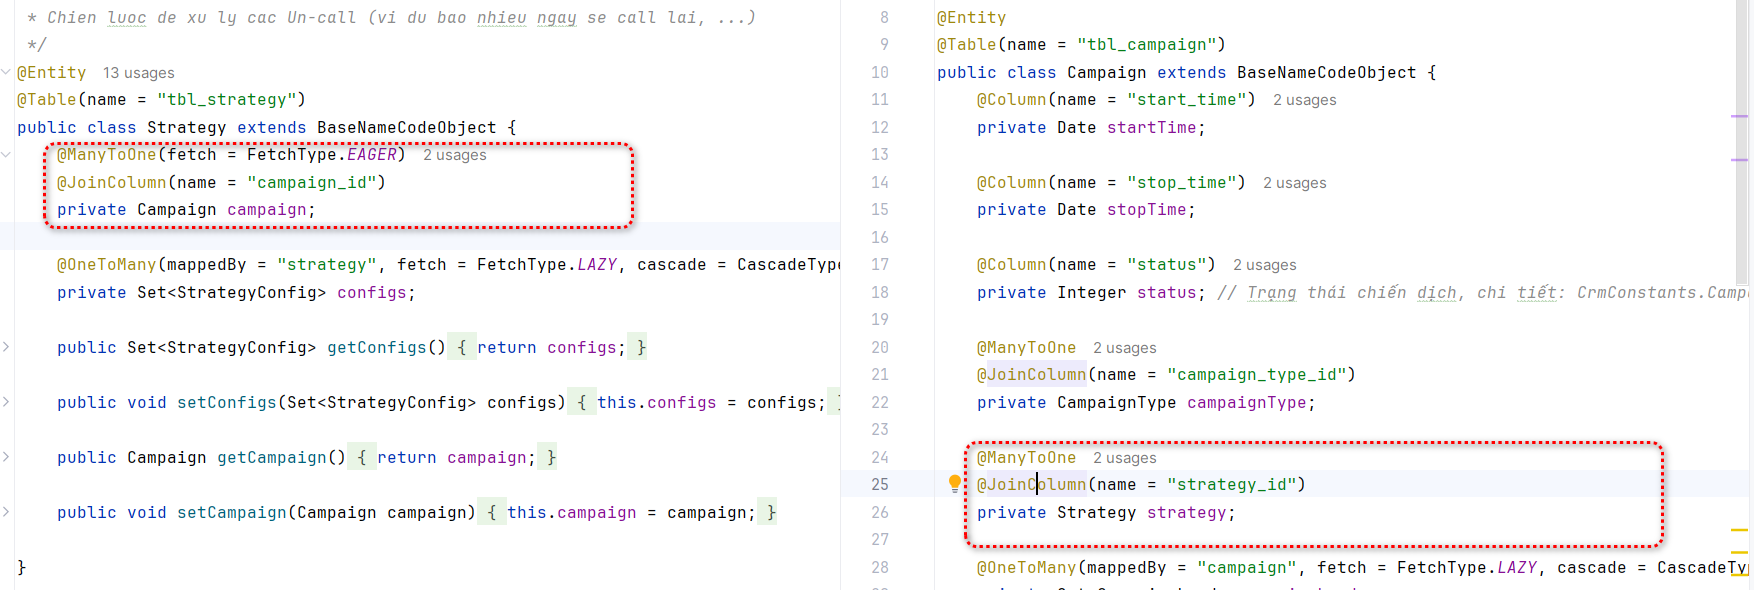 * Chien luoc de xu ly cac Un-call (vi du bao nhieu ngay se call lai, ...)
*/
@Entity 13 usages
@Table(name = "tbl_strategy")
public class Strategy extends BaseNameCodeObject {
@ManyToOne(fetch = FetchType.EAGER) 2 usages
@JoinColumn(name = "campaign_id")
private Campaign campaign;
@OneToMany(mappedBy = "strategy", fetch = FetchType.LAZY, cascade = CascadeType
private Set<StrategyConfig> configs;
public Set<StrategyConfig> getConfigs() { return configs; }
public void setConfigs(Set<StrategyConfig> configs) { this.configs = configs; }
public Campaign getCampaign() { return campaign; }
public void setCampaign(Campaign campaign) { this.campaign = campaign; }
}
8 @Entity
9 @Table(name = "tbl_campaign")
10 public class Campaign extends BaseNameCodeObject {
11 @Column(name = "start_time") 2 usages
12 private Date startTime;
13
14 @Column(name = "stop_time") 2 usages
15 private Date stopTime;
16
17 @Column(name = "status") 2 usages
18 private Integer status; // Trạng thái chiến dịch, chi tiết: CrmConstants.Camp
19
20 @ManyToOne 2 usages
21 @JoinColumn(name = "campaign_type_id")
22 private CampaignType campaignType;
23
24 @ManyToOne 2 usages
25 @JoinColumn(name = "strategy_id")
26 private Strategy strategy;
27
28 @OneToMany(mappedBy = "campaign", fetch = FetchType.LAZY, cascade = CascadeTy